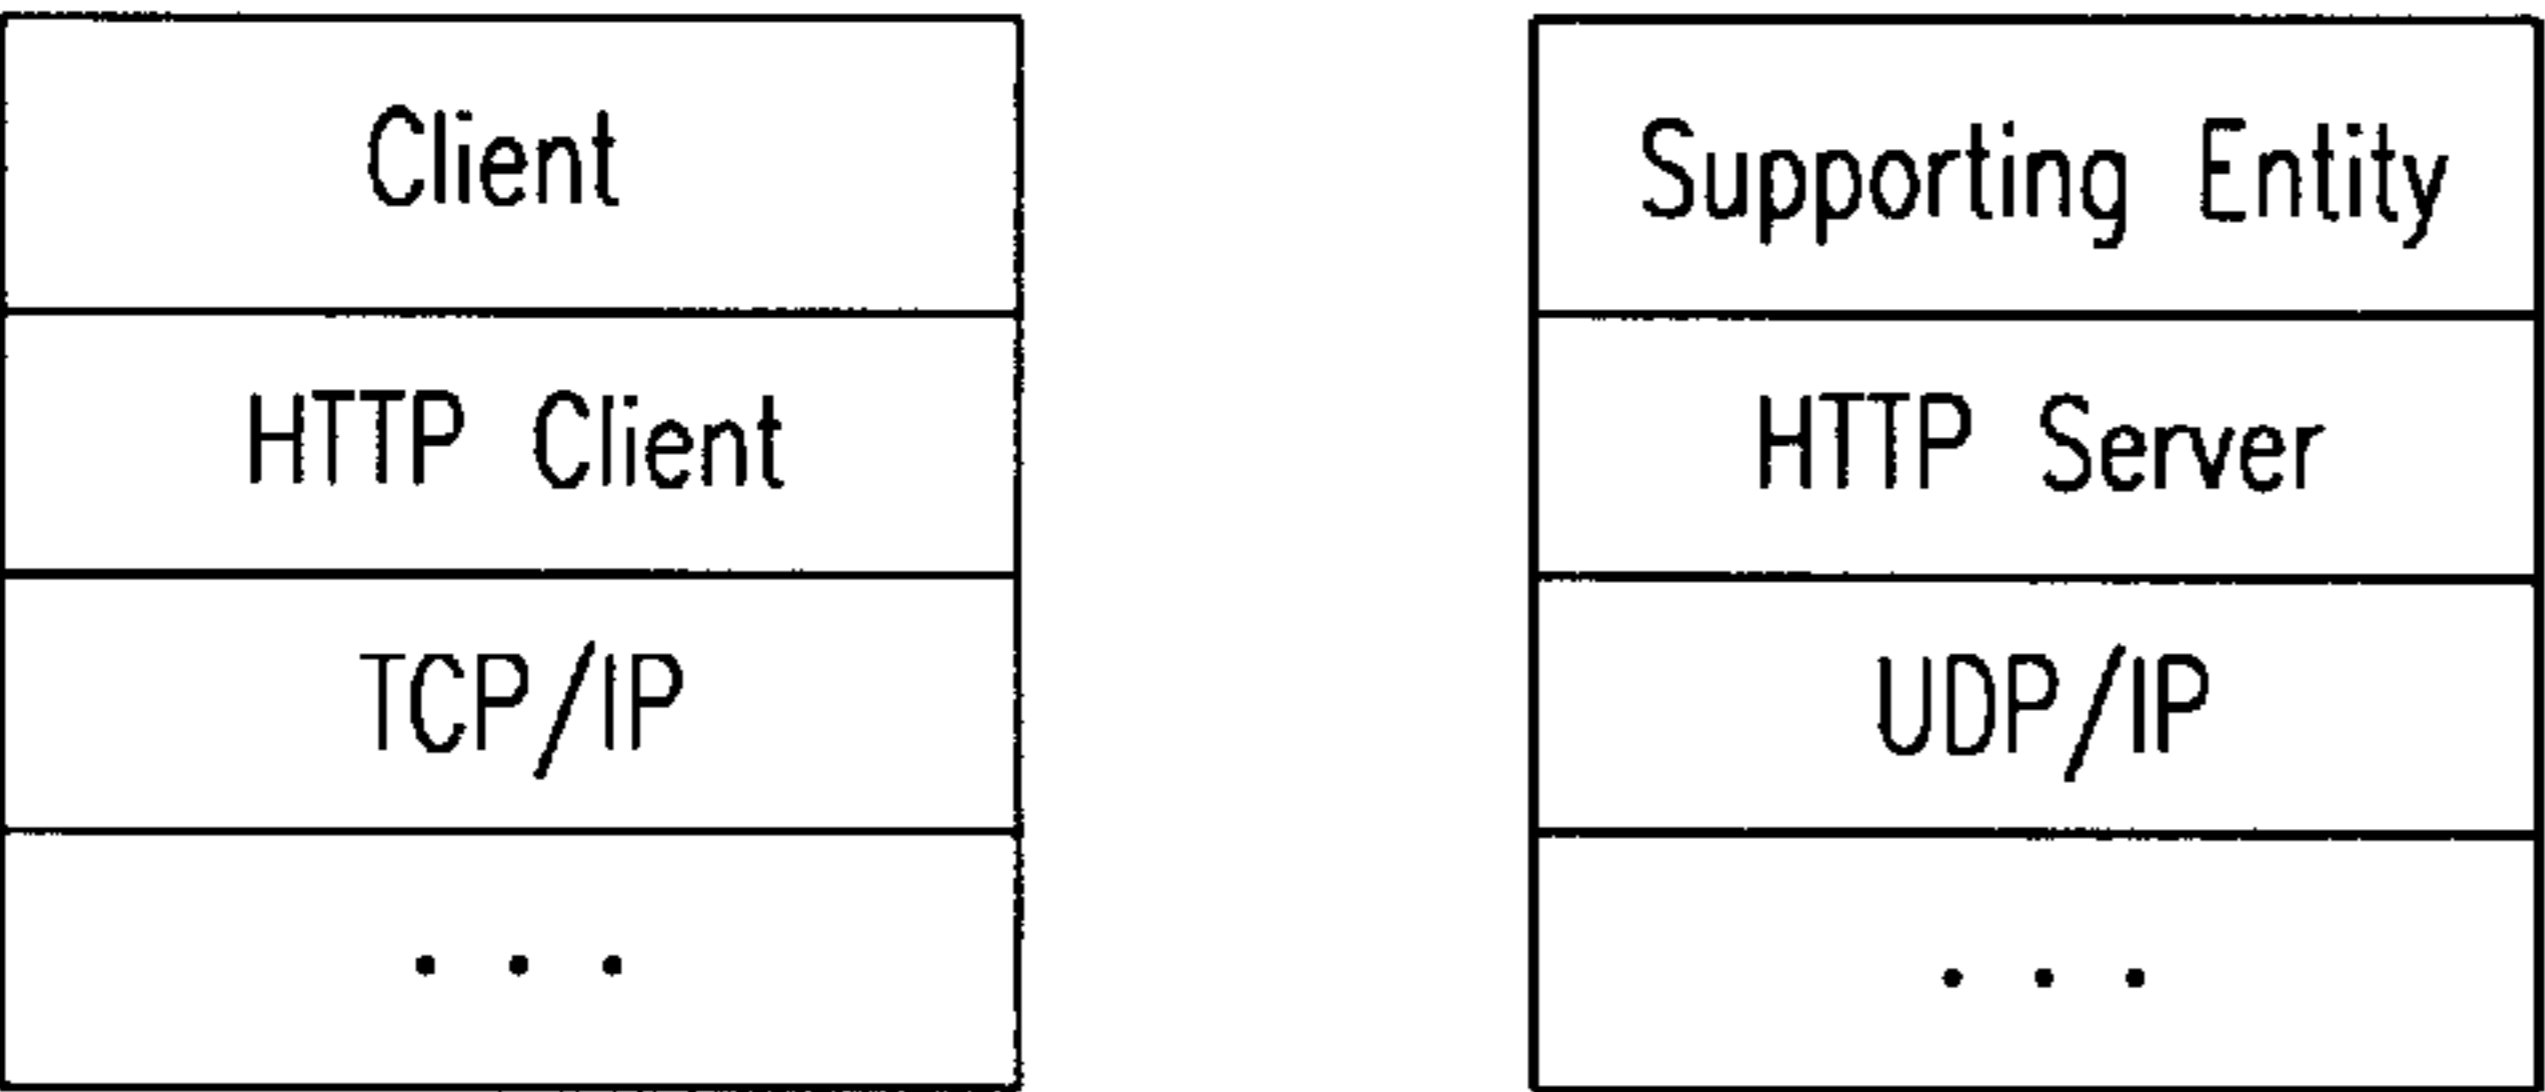 Client
HTTP Client
TCP/IP
. . .
Supporting Entity
HTTP Server
UDP/IP
. . .